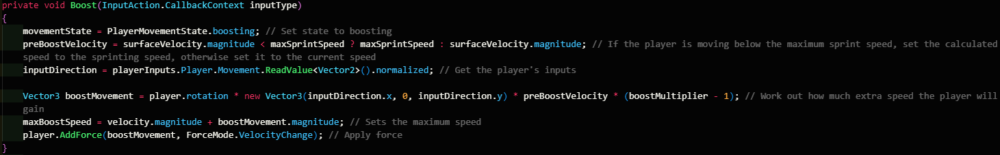 private void Boost(InputAction.CallbackContext inputType)
{
    movementState = PlayerMovementState.boosting; // Set state to boosting
    preBoostVelocity = surfaceVelocity.magnitude < maxSprintSpeed ? maxSprintSpeed : surfaceVelocity.magnitude; // If the player is moving below the maximum sprint speed, set the calculated
    speed to the sprinting speed, otherwise set it to the current speed
    inputDirection = playerInputs.Player.Movement.ReadValue<Vector2>().normalized; // Get the player's inputs

    Vector3 boostMovement = player.rotation * new Vector3(inputDirection.x, 0, inputDirection.y) * preBoostVelocity * (boostMultiplier - 1); // Work out how much extra speed the player will
    gain
    maxBoostSpeed = velocity.magnitude + boostMovement.magnitude; // Sets the maximum speed
    player.AddForce(boostMovement, ForceMode.VelocityChange); // Apply force
}